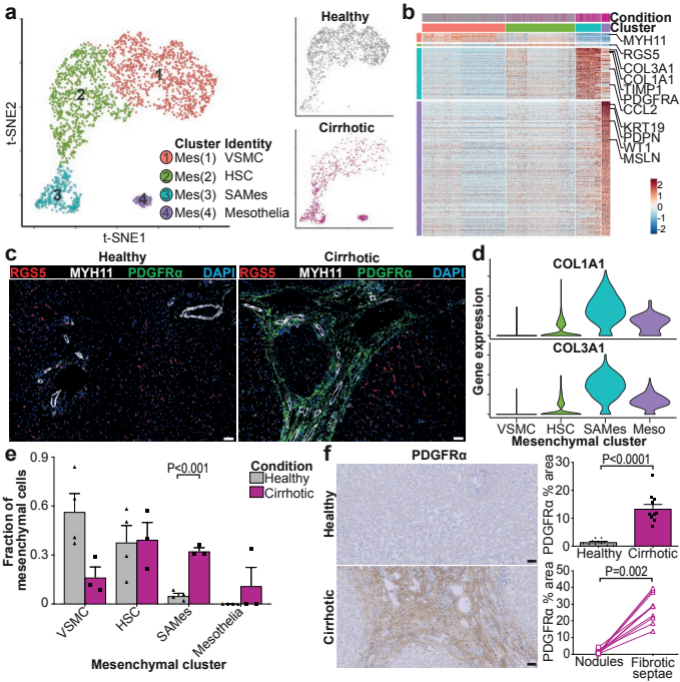 a
t-SNE2
t-SNE1
1
2
3
4
Cluster Identity
1 Mes(1) VSMC
2 Mes(2) HSC
3 Mes(3) SAMes
4 Mes(4) Mesothelia
Healthy
Cirrhotic
b
Condition
Cluster
MYH11
RGS5
COL3A1
COL1A1
TIMP1
PDGFRA
CCL2
KRT19
PDPN
WT1
MSLN
2
1
0
-1
-2
c
Healthy
Cirrhotic
RGS5 MYH11 PDGFRα DAPI
RGS5 MYH11 PDGFRα DAPI
d
Gene expression
COL1A1
COL3A1
VSMC HSC SAMes Meso
Mesenchymal cluster
e
Fraction of
mesenchymal cells
0.9
0.6
0.3
0
P<0.001
Condition
Healthy
Cirrhotic
VSMC
HSC
SAMes
Mesothelia
Mesenchymal cluster
f
PDGFRα
Healthy
Cirrhotic
PDGFRα % area
30
20
10
0
P<0.0001
Healthy Cirrhotic
PDGFRα % area
50
40
30
20
10
0
P=0.002
Nodules Fibrotic
septae